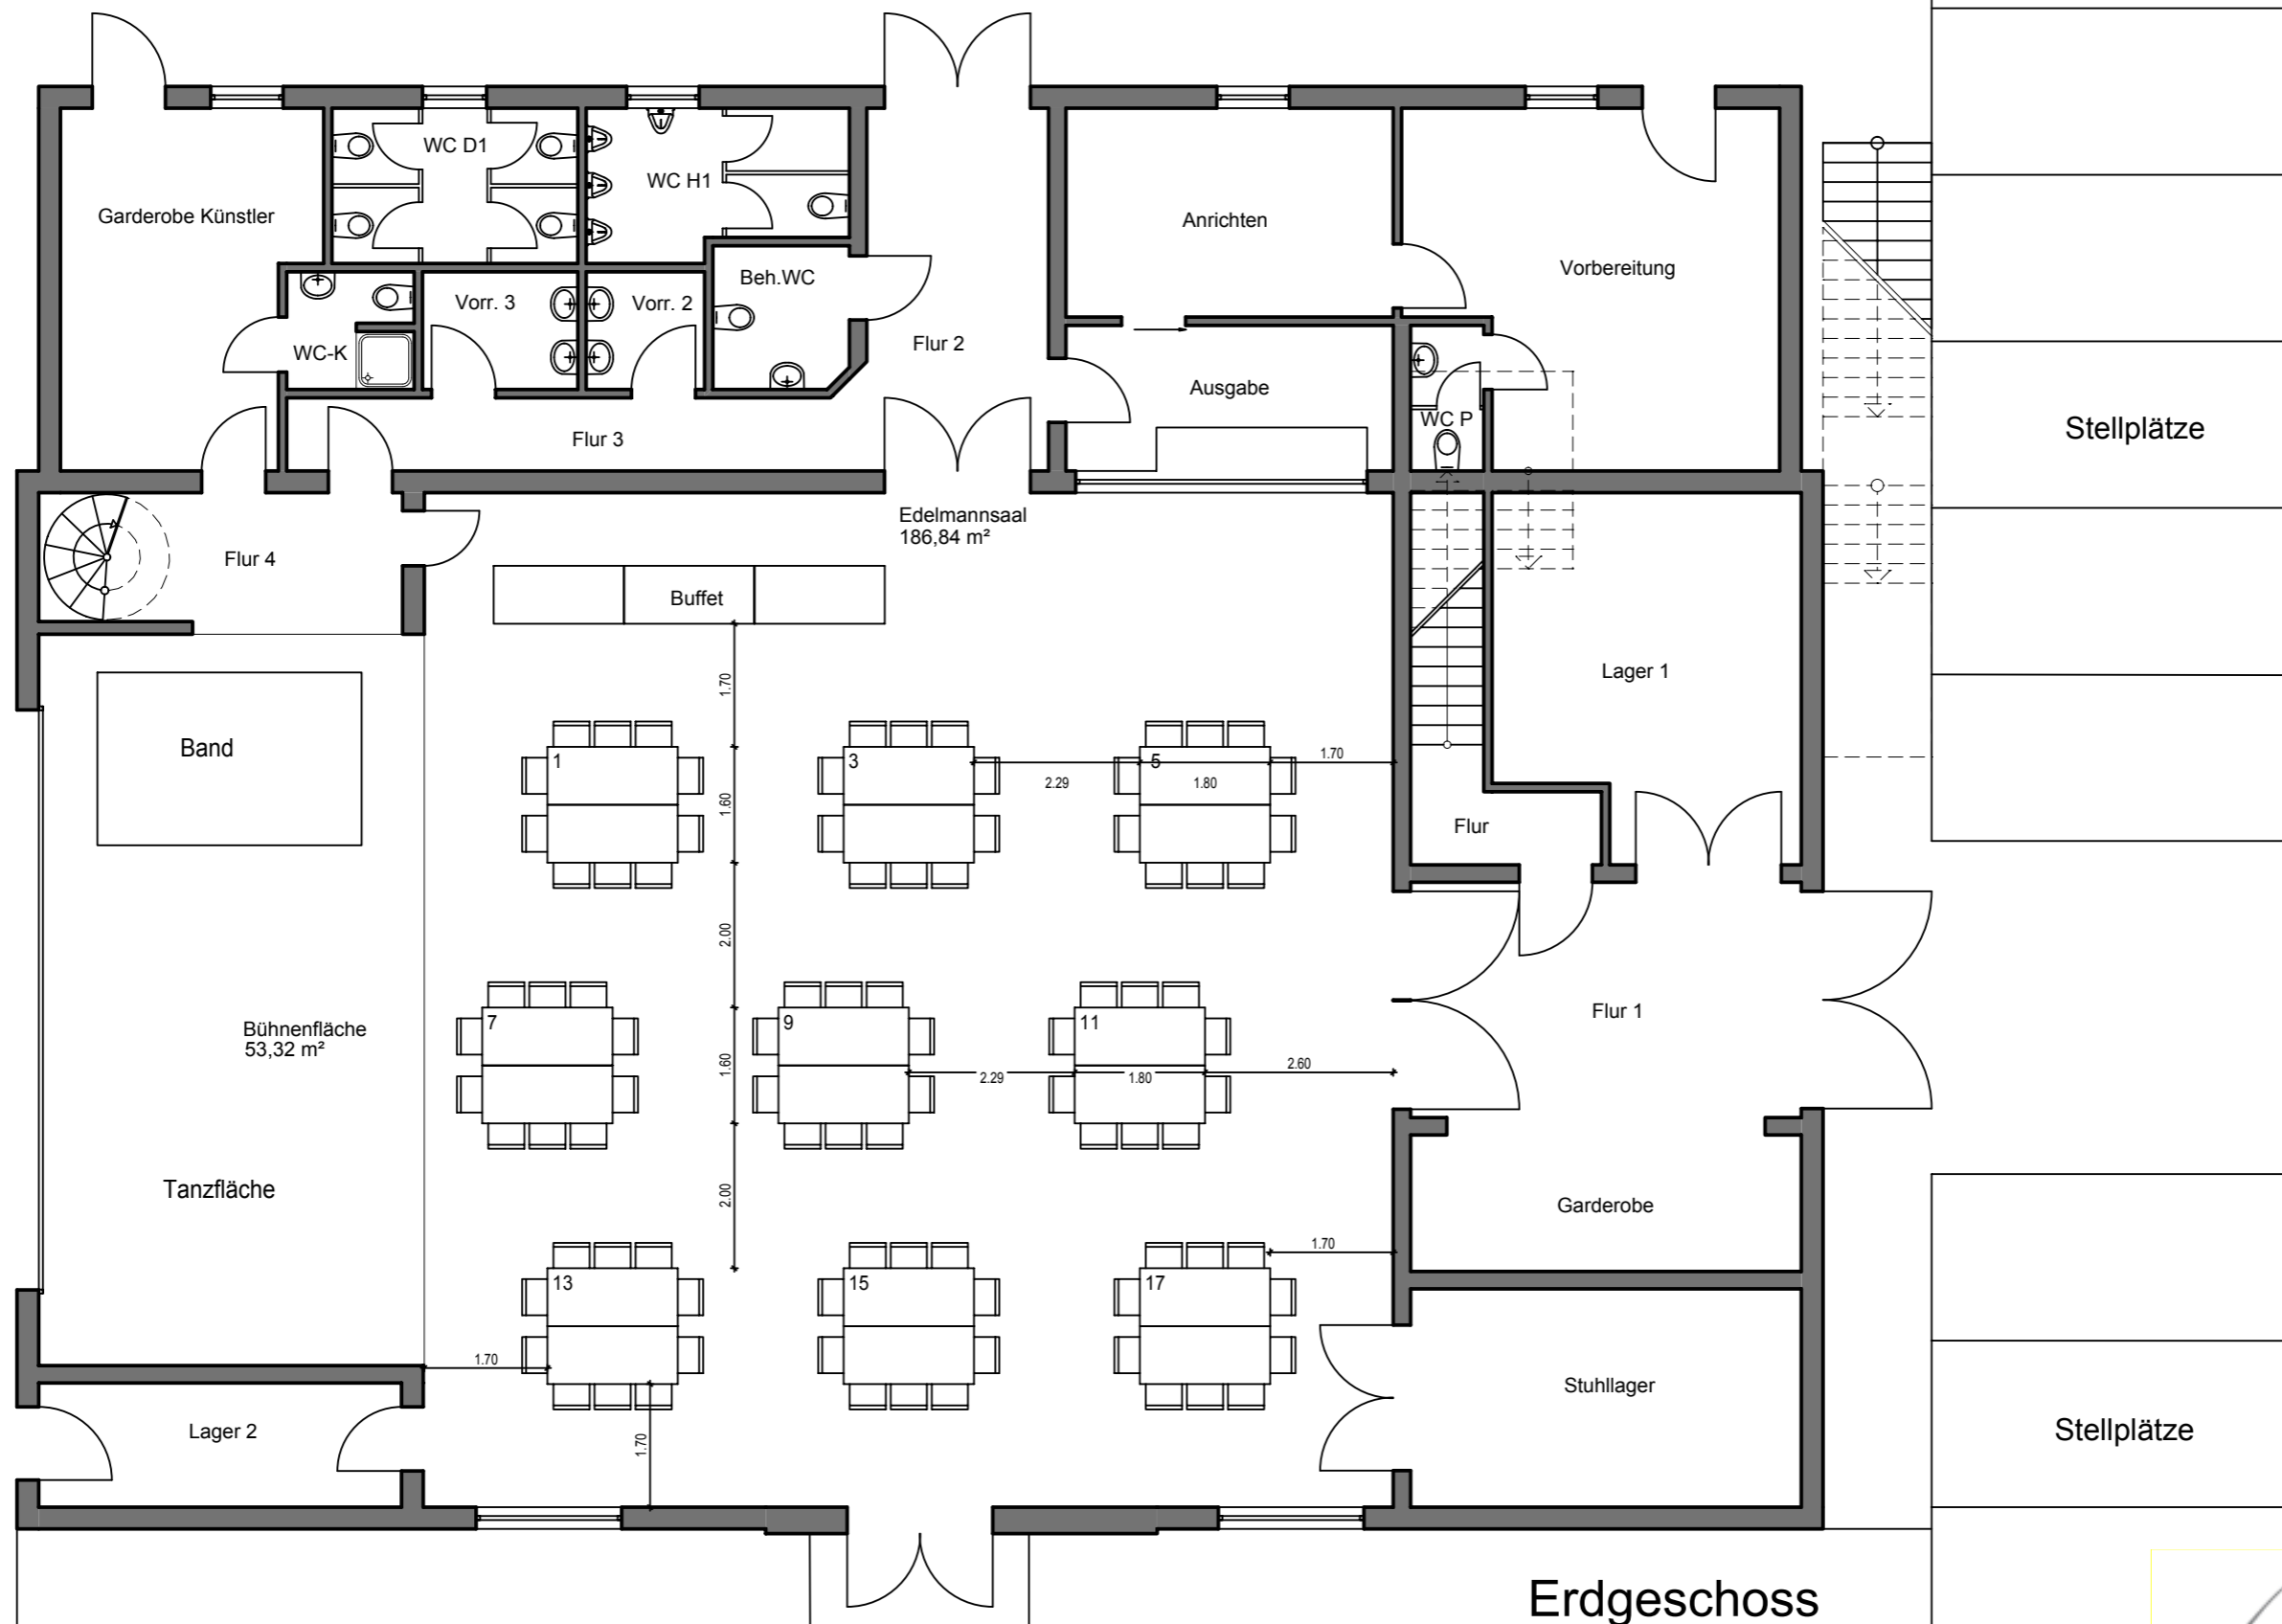 WC D1
WC H1
Garderobe Künstler
Anrichten
Vorbereitung
Beh.WC
Vorr. 3
Vorr. 2
WC-K
Flur 2
Ausgabe
WC P
Flur 3
Stellplätze
Edelmannsaal
186,84 m²
Flur 4
Buffet
Lager 1
1.70
Band
1
3
5
1.70
2.29
1.80
1.60
Flur
2.00
Bühnenfläche
53,32 m²
7
9
11
Flur 1
1.60
2.29
1.80
2.60
Tanzfläche
2.00
Garderobe
1.70
13
15
17
1.70
Stuhllager
Lager 2
1.70
Stellplätze
Erdgeschoss